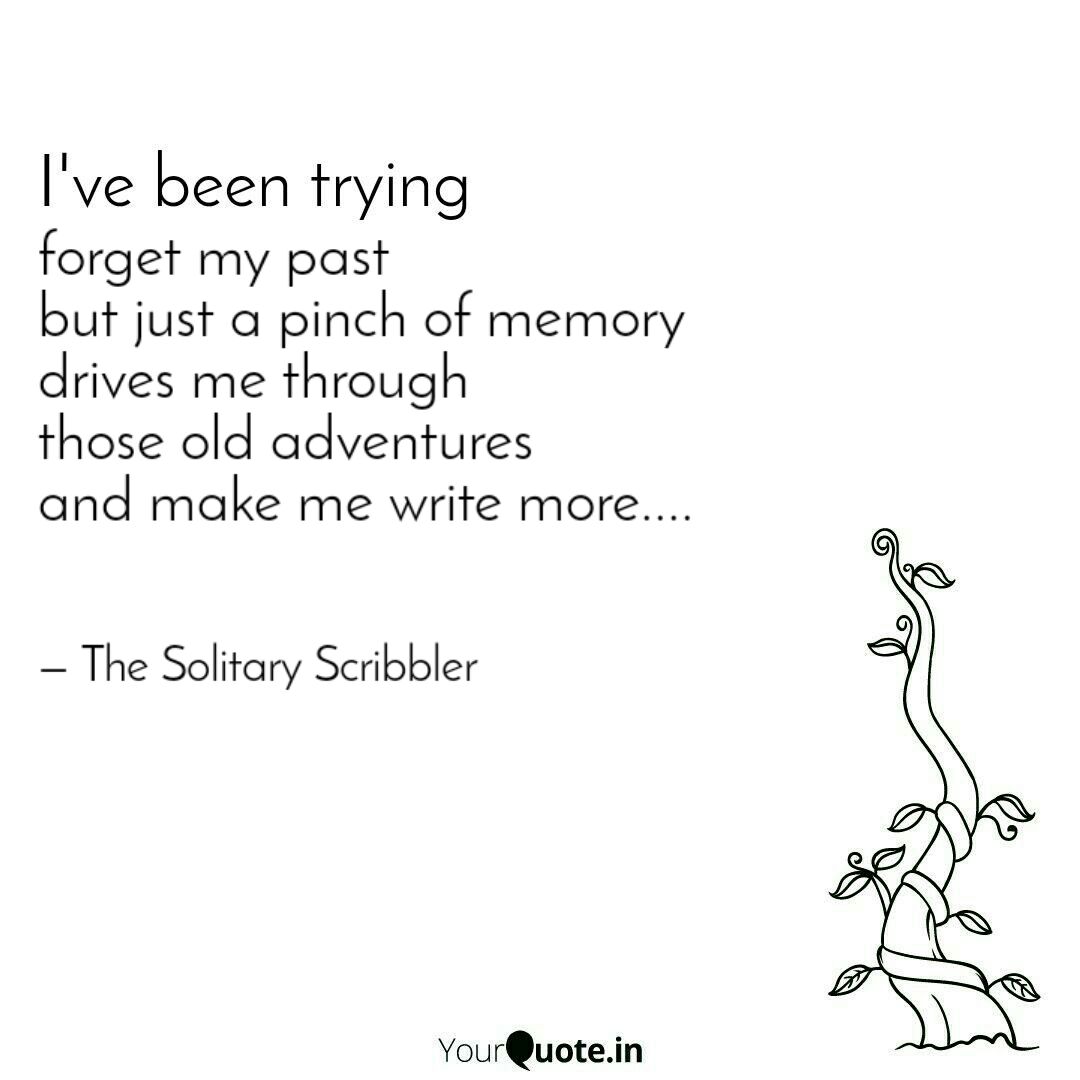 I've been trying
forget my past
but just a pinch of memory
drives me through
those old adventures
and make me write more....
– The Solitary Scribbler
YourQuote.in